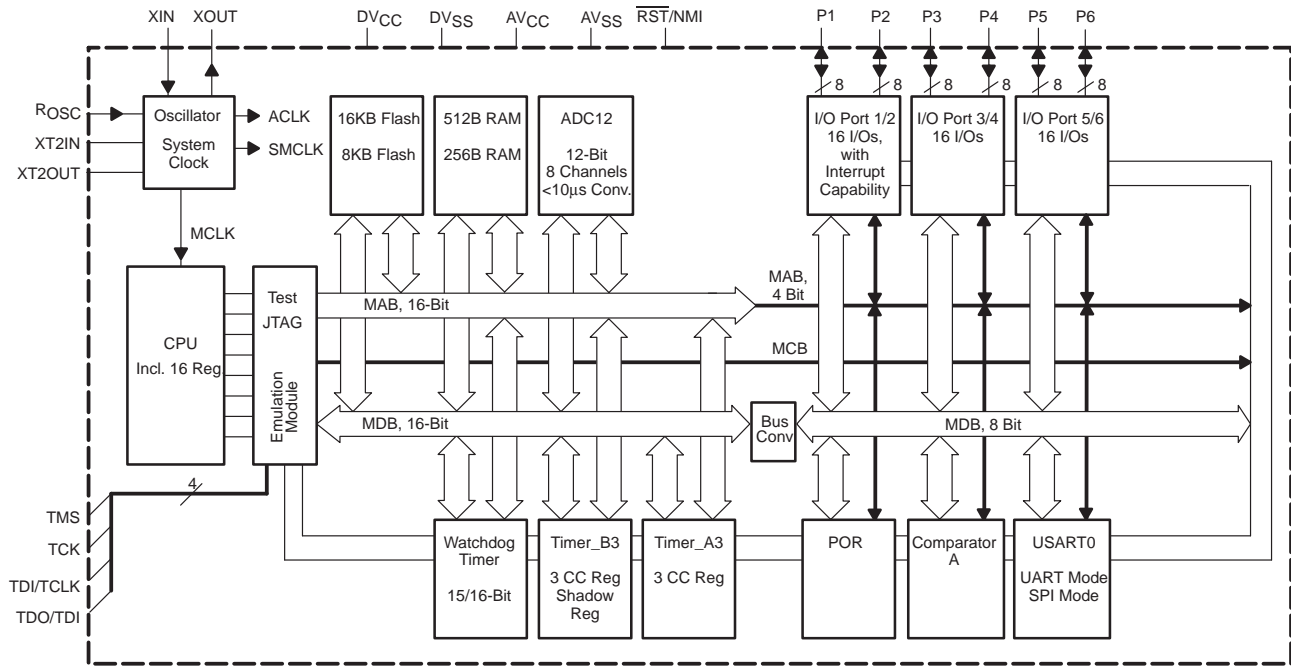 XIN XOUT DVCC DVSS AVCC AVSS RST/NMI P1 P2 P3 P4 P5 P6
8 8 8 8 8 8
ROSC
XT2IN
XT2OUT
Oscillator
System
Clock
ACLK
SMCLK
16KB Flash
8KB Flash
512B RAM
256B RAM
ADC12
12-Bit
8 Channels
<10μs Conv.
I/O Port 1/2
16 I/Os,
with
Interrupt
Capability
I/O Port 3/4
16 I/Os
I/O Port 5/6
16 I/Os
MCLK
CPU
Incl. 16 Reg.
Test
JTAG
Emulation
Module
MAB, 16-Bit
MAB,
4 Bit
MCB
MDB, 16-Bit
Bus
Conv
MDB, 8 Bit
4
TMS
TCK
TDI/TCLK
TDO/TDI
Watchdog
Timer
15/16-Bit
Timer_B3
3 CC Reg
Shadow
Reg
Timer_A3
3 CC Reg
POR
Comparator
A
USART0
UART Mode
SPI Mode